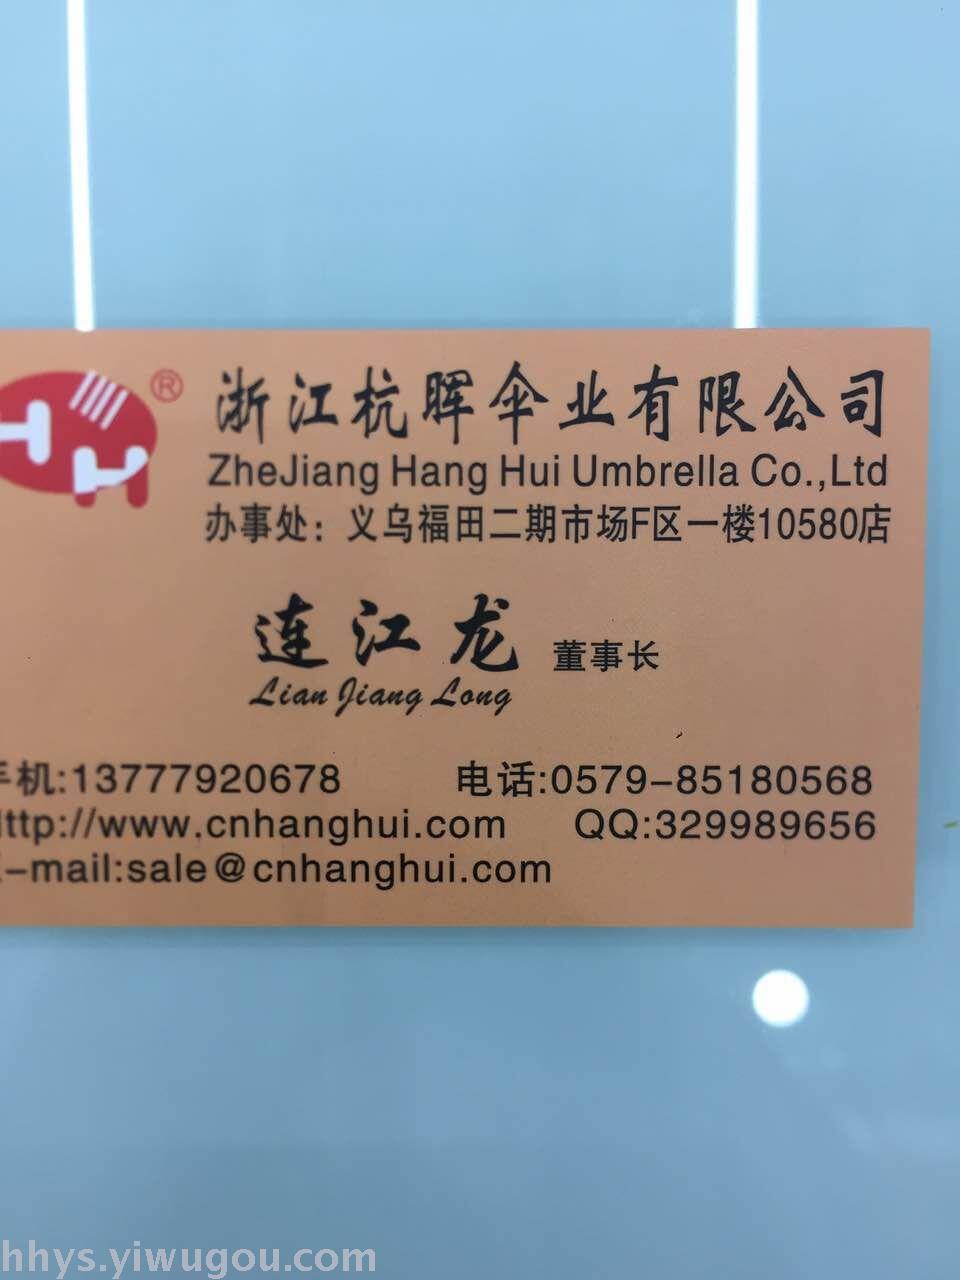 ®
浙江杭晖伞业有限公司
ZheJiang Hang Hui Umbrella Co.,Ltd
办事处：义乌福田二期市场F区一楼10580店
连江龙 董事长
Lian Jiang Long
手机:13777920678 电话:0579-85180568
Http://www.cnhanghui.com QQ:329989656
E-mail:sale@cnhanghui.com
hhys.yiwugou.com